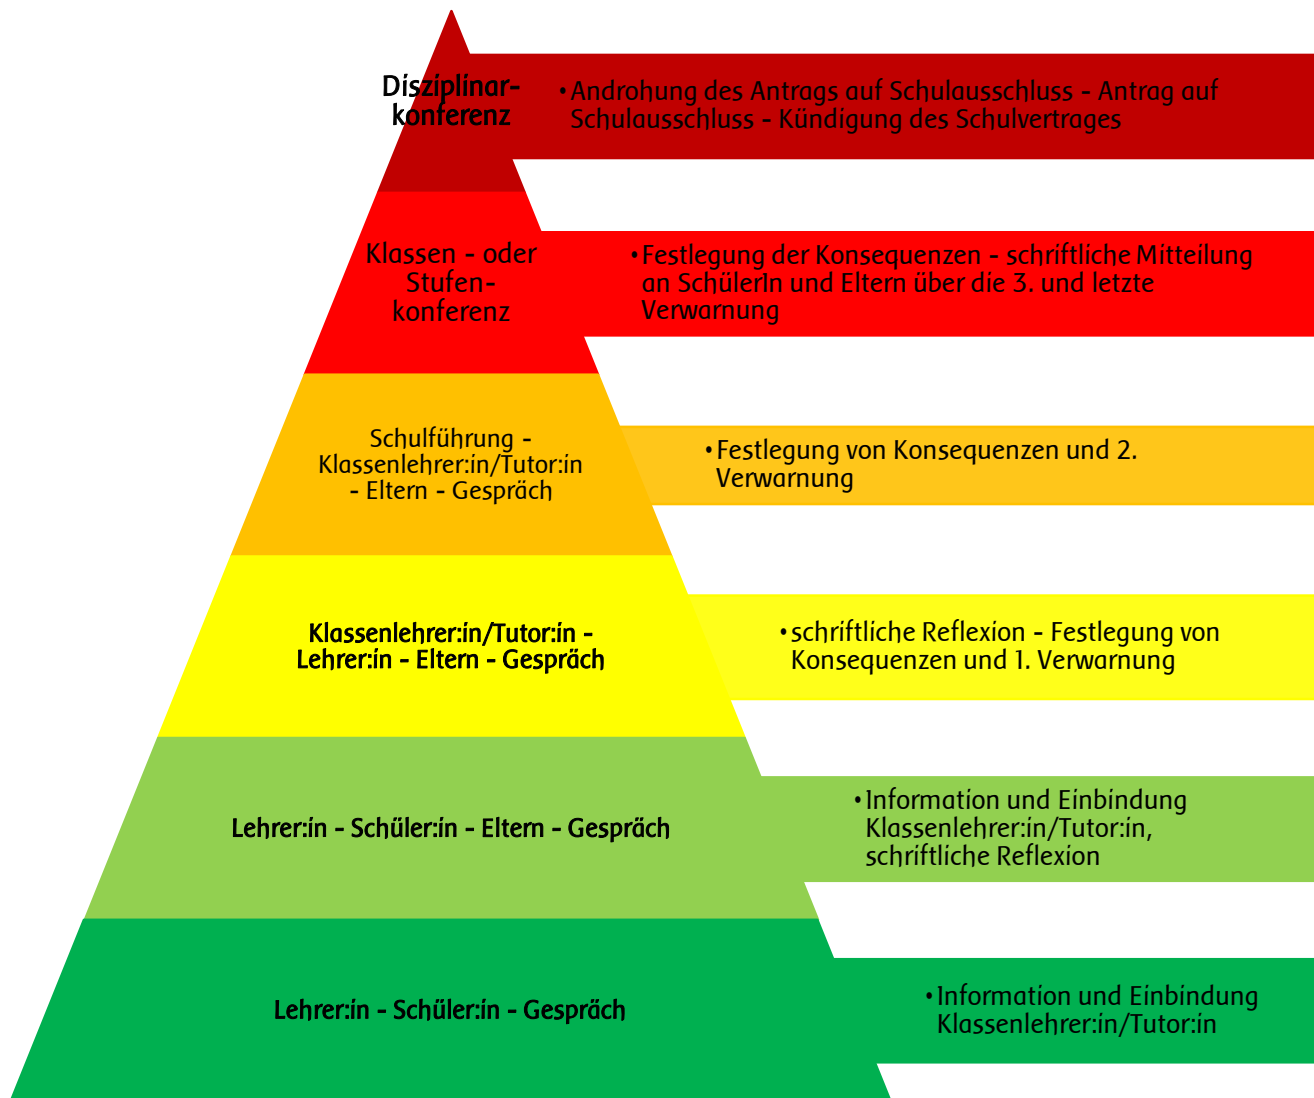 Disziplinar-
konferenz
• Androhung des Antrags auf Schulausschluss - Antrag auf
Schulausschluss - Kündigung des Schulvertrages
Klassen - oder
Stufen-
konferenz
• Festlegung der Konsequenzen - schriftliche Mitteilung
an SchülerIn und Eltern über die 3. und letzte
Verwarnung
Schulführung -
Klassenlehrer:in/Tutor:in
- Eltern - Gespräch
• Festlegung von Konsequenzen und 2.
Verwarnung
Klassenlehrer:in/Tutor:in -
Lehrer:in - Eltern - Gespräch
• schriftliche Reflexion - Festlegung von
Konsequenzen und 1. Verwarnung
Lehrer:in - Schüler:in - Eltern - Gespräch
• Information und Einbindung
Klassenlehrer:in/Tutor:in,
schriftliche Reflexion
Lehrer:in - Schüler:in - Gespräch
• Information und Einbindung
Klassenlehrer:in/Tutor:in